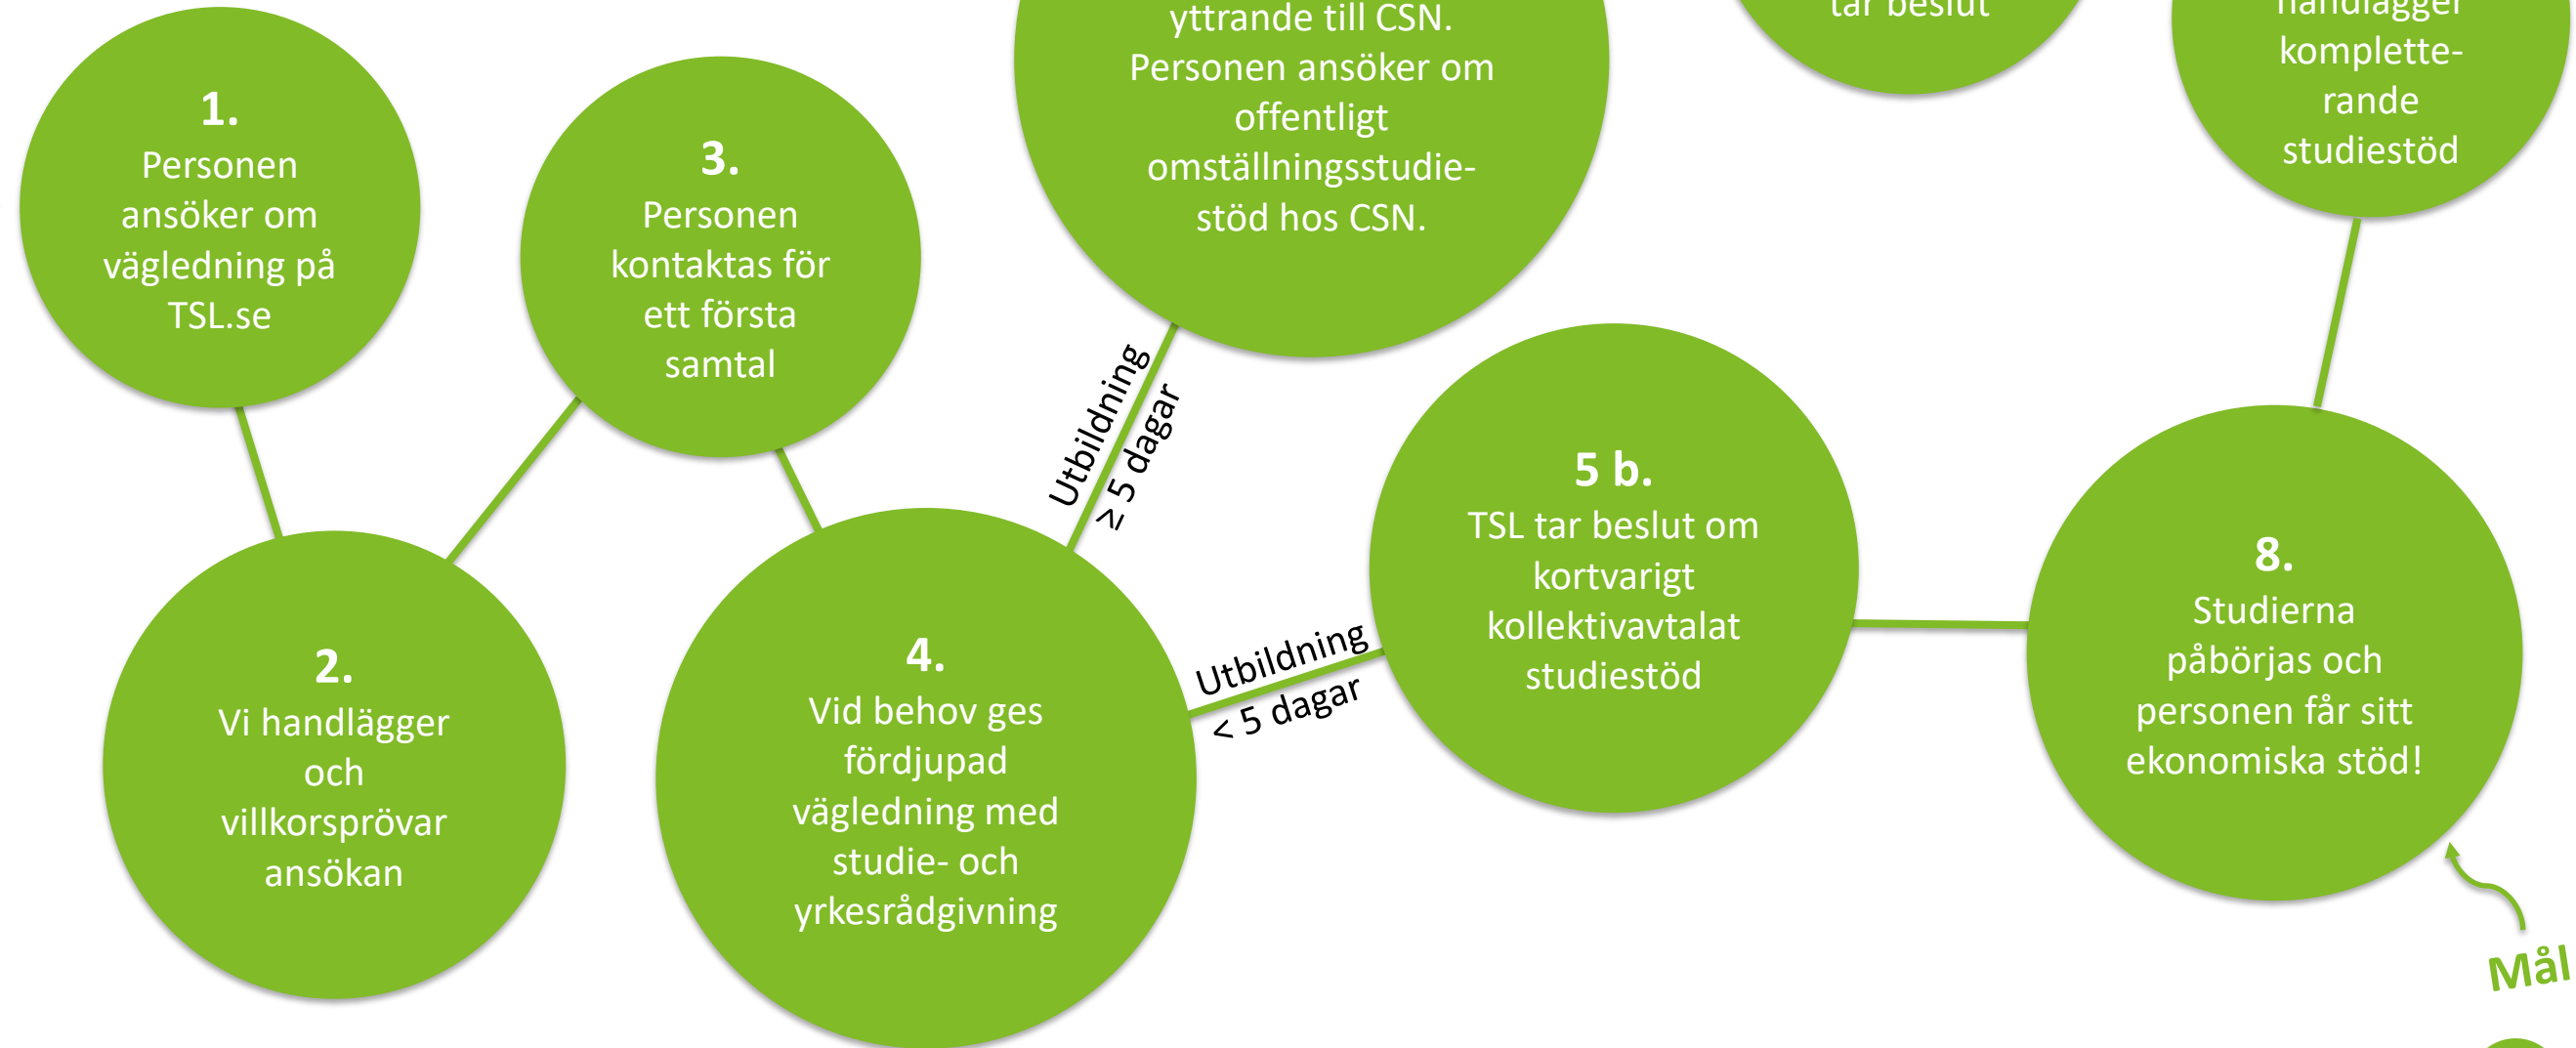 1.
Personen
ansöker om
vägledning på
TSL.se
2.
Vi handlägger
och
villkorsprövar
ansökan
3.
Personen
kontaktas för
ett första
samtal
4.
Vid behov ges
fördjupad
vägledning med
studie- och
yrkesrådgivning
Utbildning
≥ 5 dagar
yttrande till CSN.
Personen ansöker om
offentligt
omställningsstudie-
stöd hos CSN.
Utbildning
< 5 dagar
5 b.
TSL tar beslut om
kortvarigt
kollektivavtalat
studiestöd
tar beslut
handlägger
komplette-
rande
studiestöd
8.
Studierna
påbörjas och
personen får sitt
ekonomiska stöd!
Mål